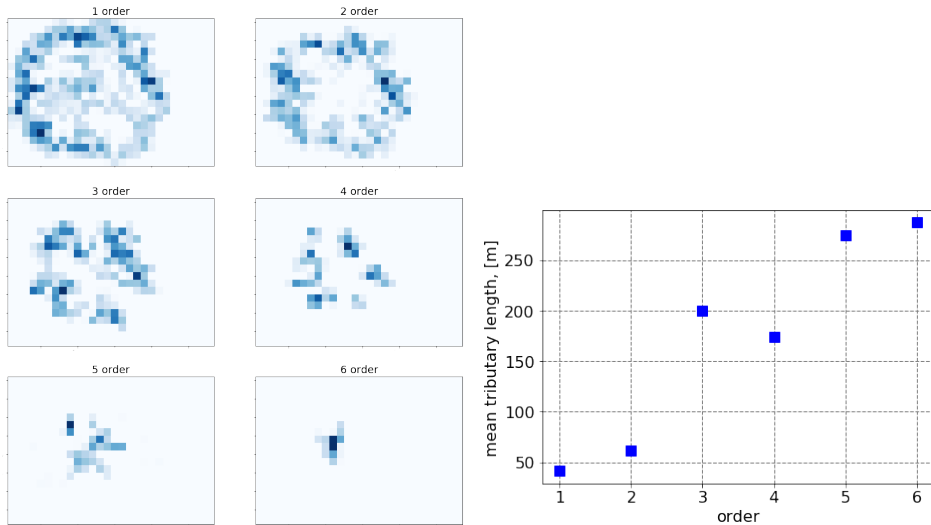 1 order
2 order
3 order
4 order
5 order
6 order
mean tributary length, [m]
250
200
150
100
50
1 2 3 4 5 6
order